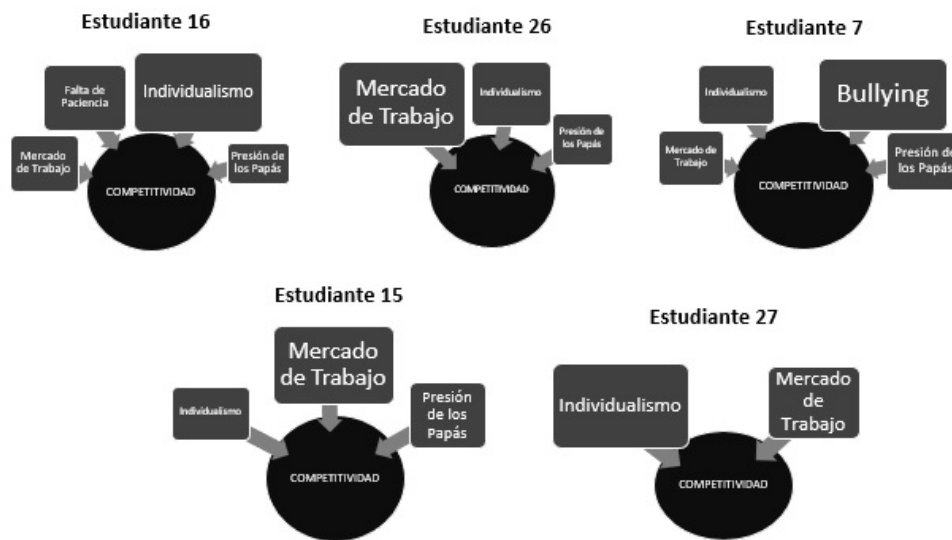 Estudiante 16
Falta de
Paciencia
Individualismo
Mercado
de Trabajo
Presión de
los Papás
COMPETITIVIDAD
Estudiante 26
Mercado
de Trabajo
Individualismo
Presión de los
Papás
COMPETITIVIDAD
Estudiante 7
Individualismo
Bullying
Mercado de
Trabajo
Presión de
los Papás
COMPETITIVIDAD
Estudiante 15
Mercado
de Trabajo
Individualismo
Presión
de los
Papás
COMPETITIVIDAD
Estudiante 27
Individualismo
Mercado
de
Trabajo
COMPETITIVIDAD